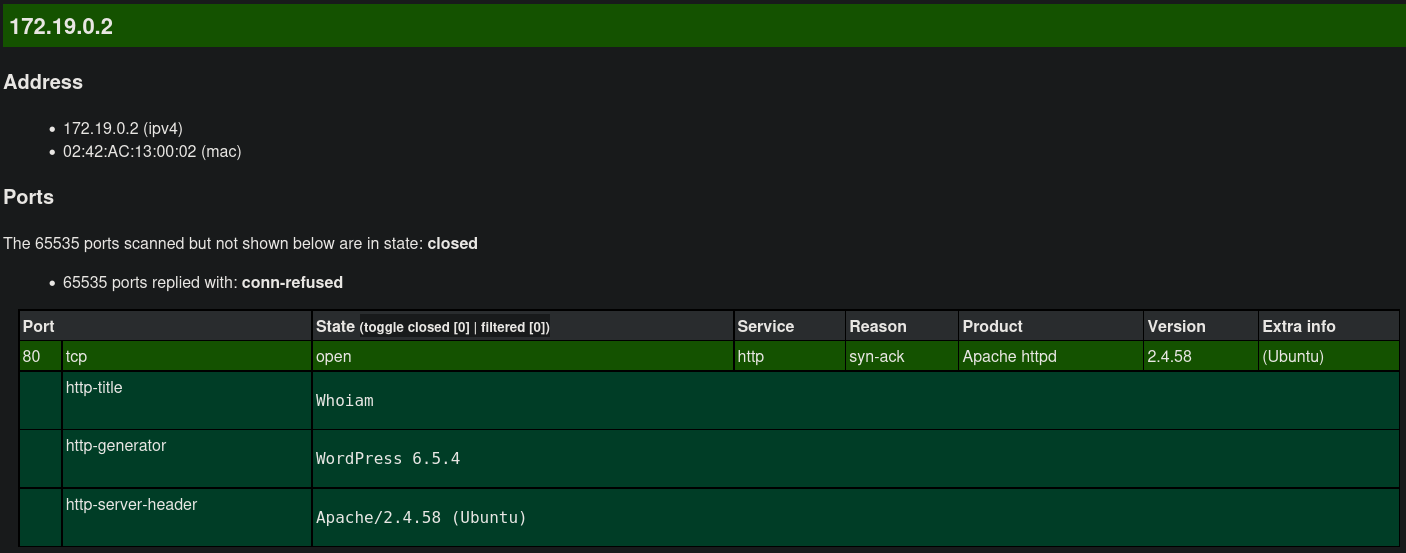 172.19.0.2
Address
172.19.0.2 (ipv4)
02:42:AC:13:00:02 (mac)
Ports
The 65535 ports scanned but not shown below are in state: closed
65535 ports replied with: conn-refused
Port State (toggle closed [0] | filtered [0]) Service Reason Product Version Extra info
80 tcp open http syn-ack Apache httpd 2.4.58 (Ubuntu)
http-title Whoiam
http-generator WordPress 6.5.4
http-server-header Apache/2.4.58 (Ubuntu)